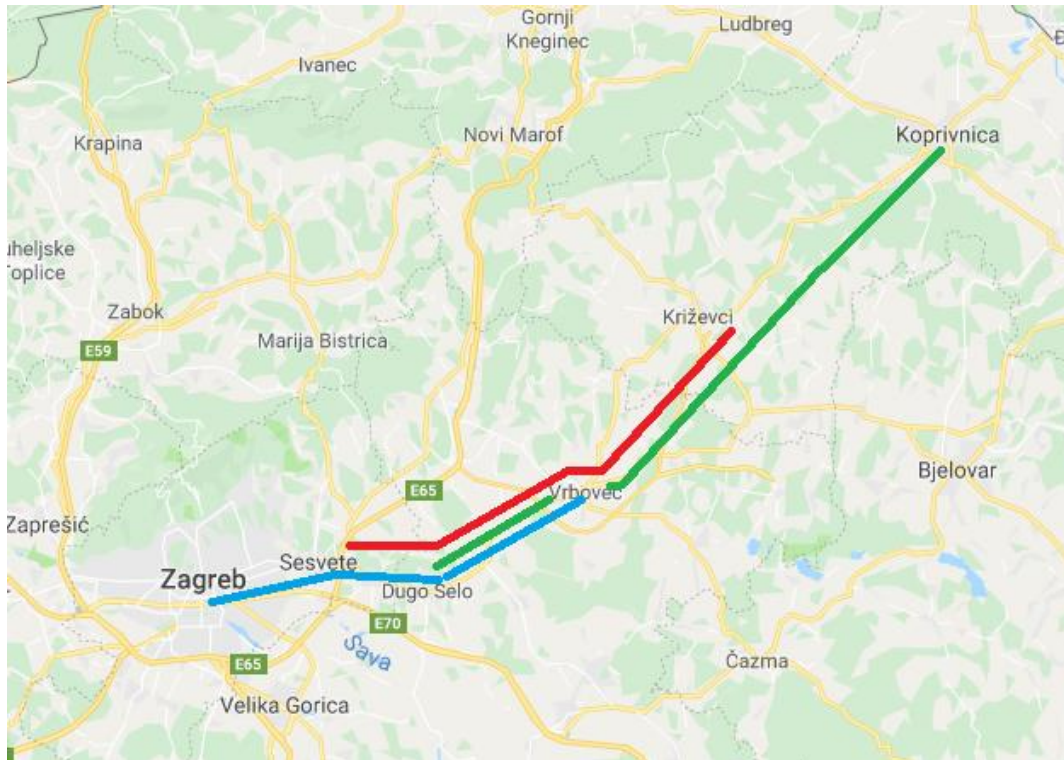 Gornji
Kneginec
Ludbreg
Ivanec
Novi Marof
Krapina
Koprivnica
uheljske
Toplice
Zabok
Križevci
Marija Bistrica
E59
Bjelovar
E65
Vrbovec
Zaprešić
Sesvete
Zagreb
Dugo Selo
E70
Sava
E65
Čazma
Velika Gorica